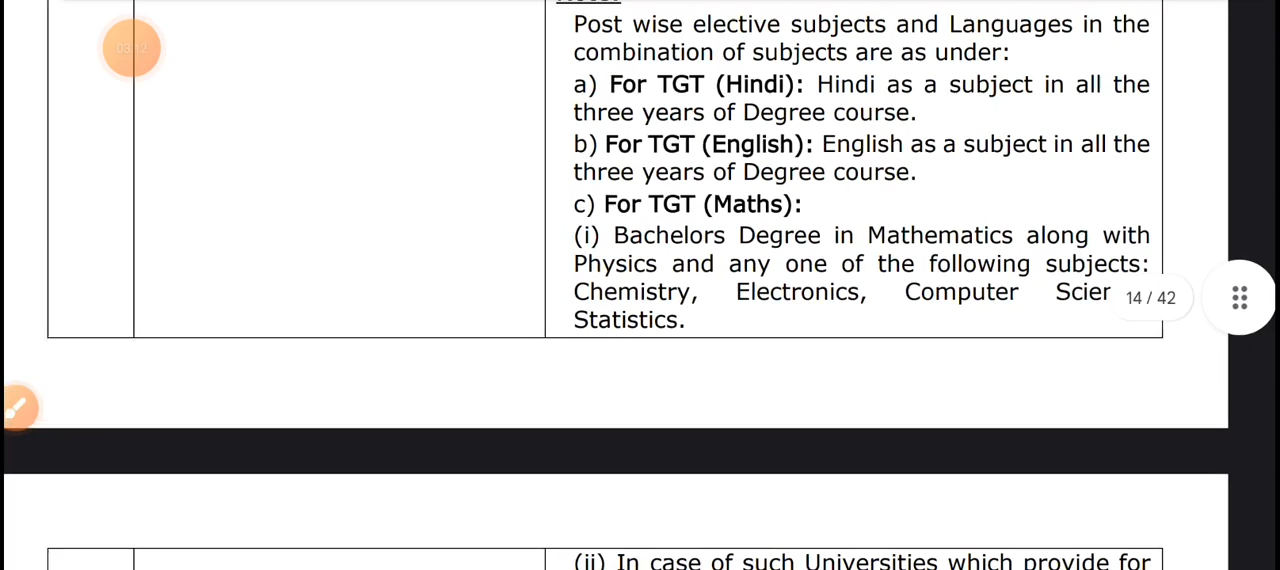 Post wise elective subjects and Languages in the
combination of subjects are as under:
a) For TGT (Hindi): Hindi as a subject in all the
three years of Degree course.
b) For TGT (English): English as a subject in all the
three years of Degree course.
c) For TGT (Maths):
(i) Bachelors Degree in Mathematics along with
Physics and any one of the following subjects:
Chemistry, Electronics, Computer Scien
Statistics.
14 / 42
03:12
(ii) In case of such Universities which provide for